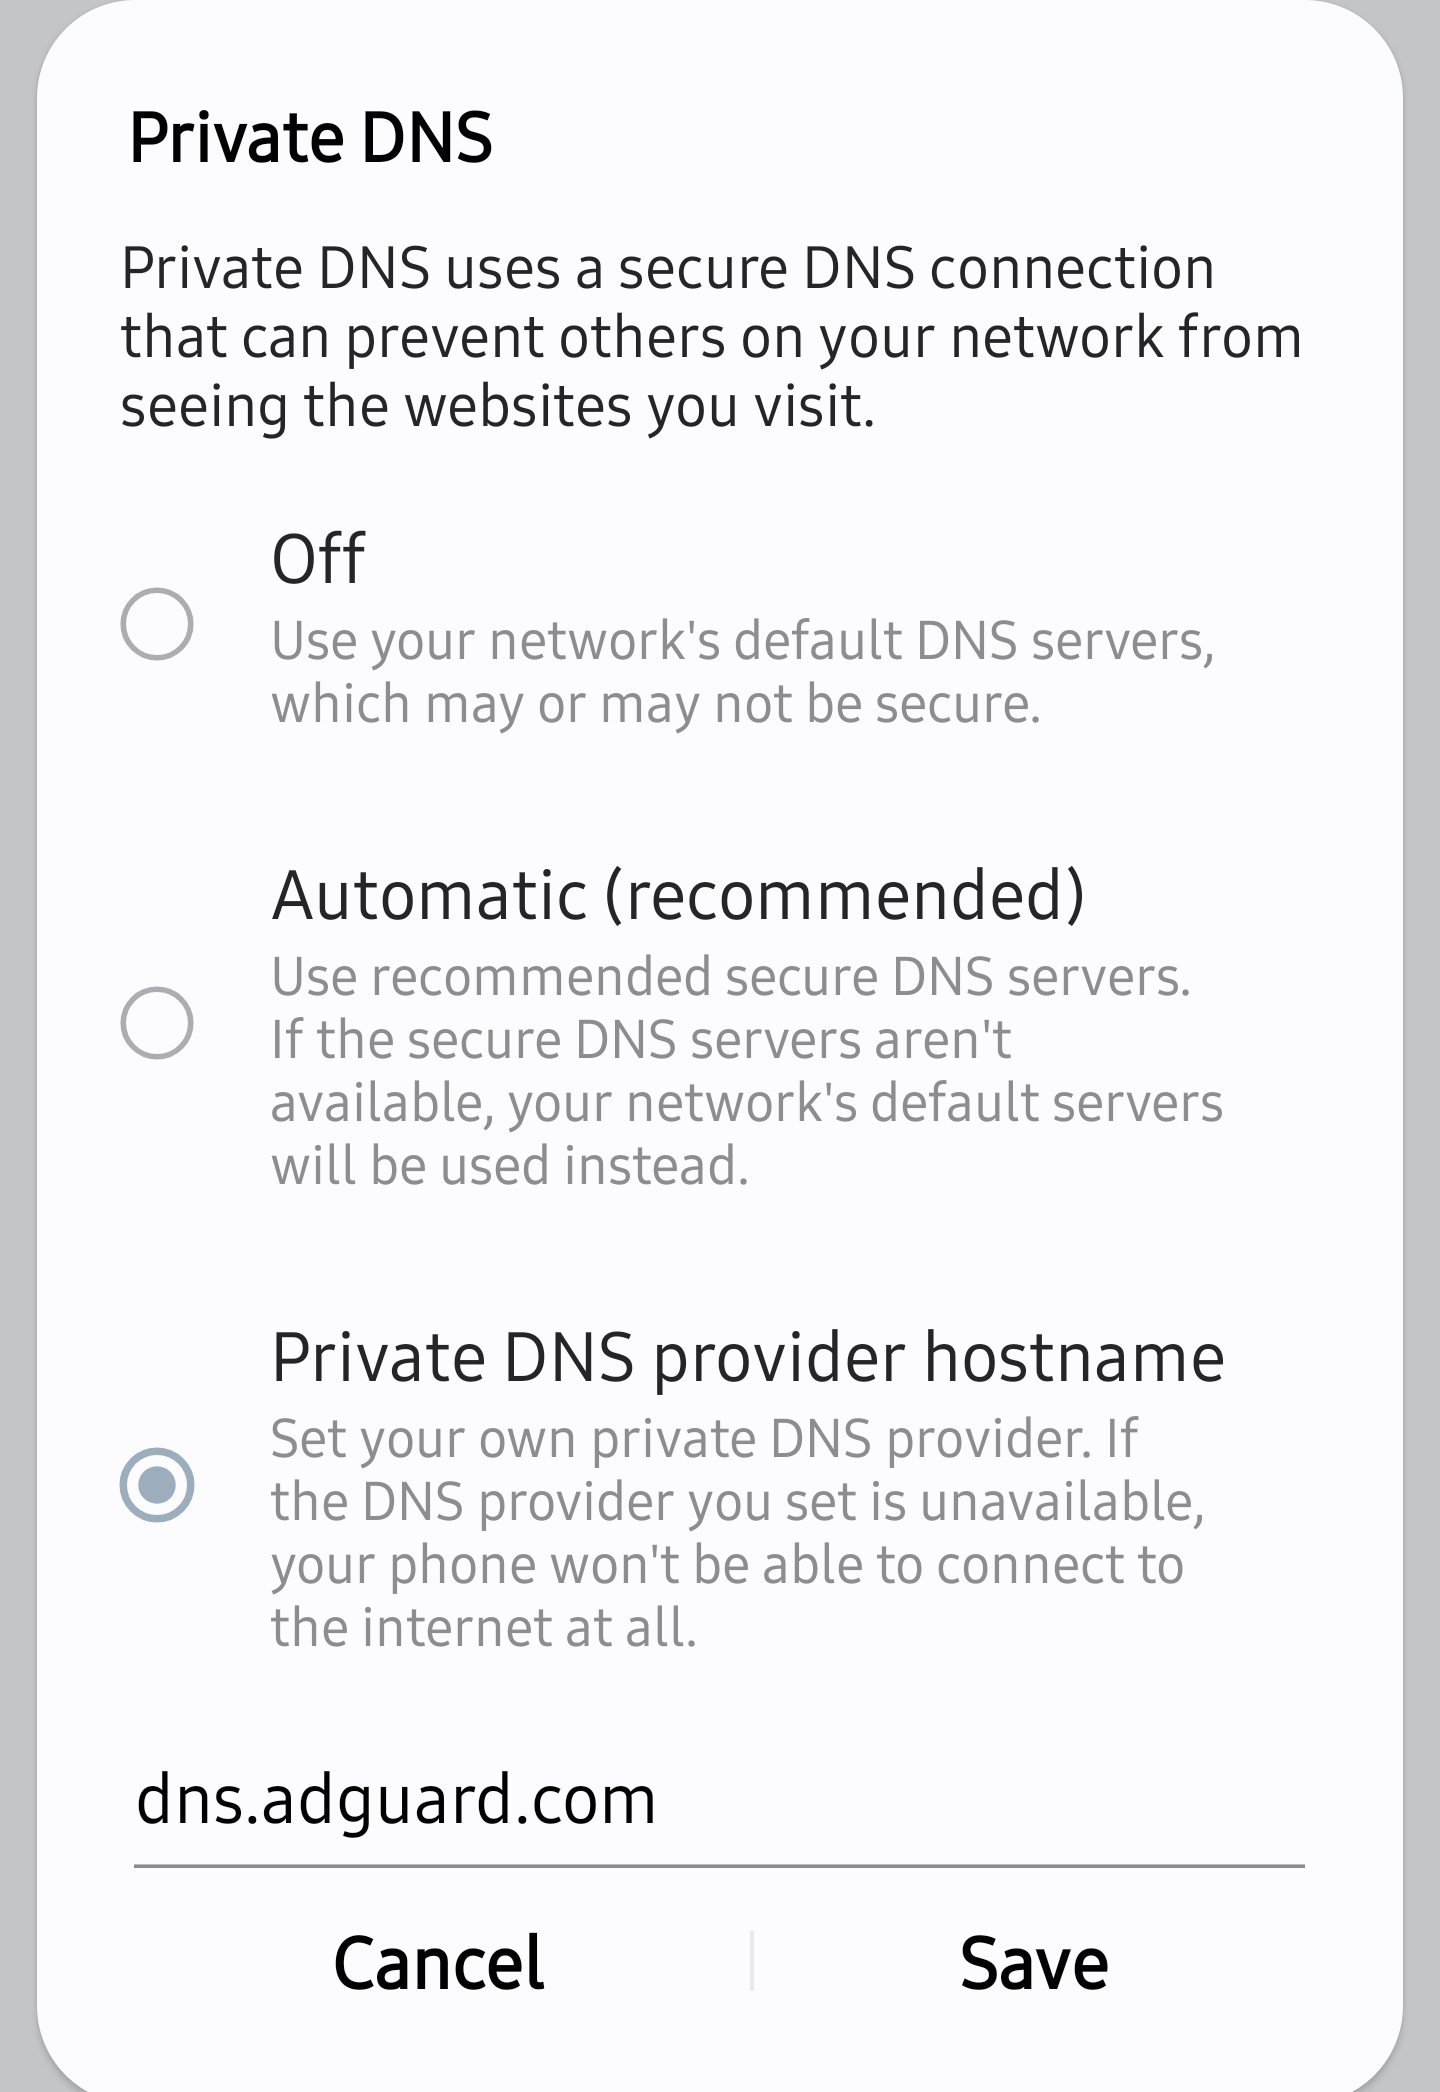 Private DNS
Private DNS uses a secure DNS connection
that can prevent others on your network from
seeing the websites you visit.
Off
Use your network's default DNS servers,
which may or may not be secure.
Automatic (recommended)
Use recommended secure DNS servers.
If the secure DNS servers aren't
available, your network's default servers
will be used instead.
Private DNS provider hostname
Set your own private DNS provider. If
the DNS provider you set is unavailable,
your phone won't be able to connect to
the internet at all.
dns.adguard.com
Cancel
Save